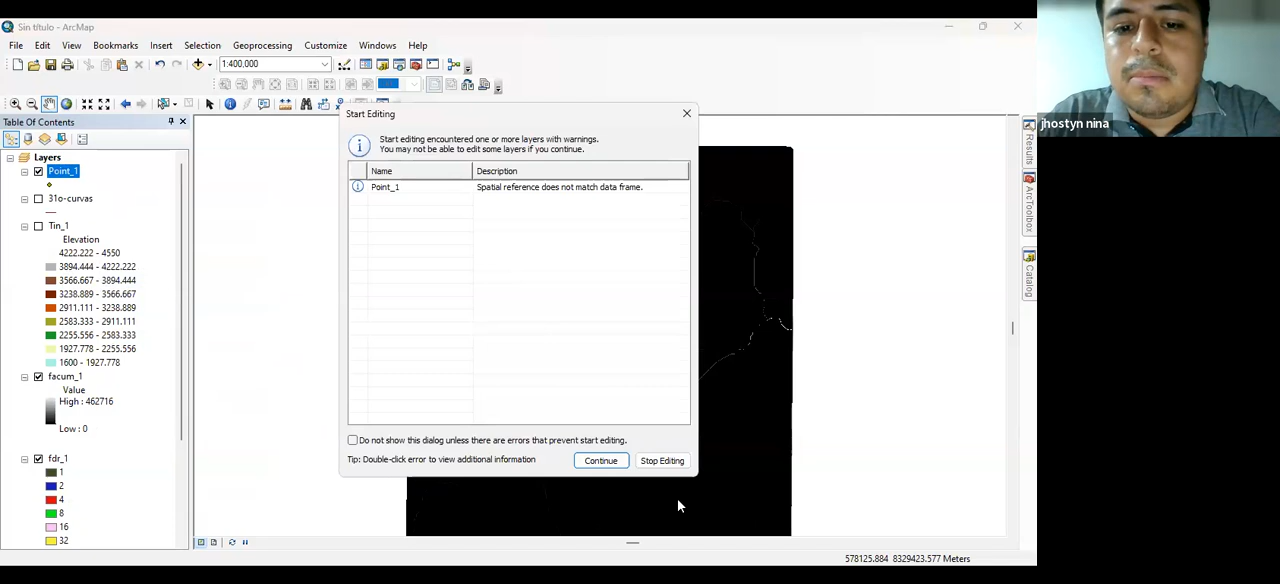 Sin título - ArcMap
File Edit View Bookmarks Insert Selection Geoprocessing Customize Windows Help
1:400.000
Table Of Contents
Layers
Point_1
31o-curvas
Tin_1
Elevation
4222.222 - 4550
3894.444 - 4222.222
3566.667 - 3894.444
3238.889 - 3566.667
2911.111 - 3238.889
2583.333 - 2911.111
2255.556 - 2583.333
1927.778 - 2255.556
1600 - 1927.778
facum_1
Value
High : 462716
Low : 0
fdr_1
1
2
4
8
16
32
Start Editing
Start editing encountered one or more layers with warnings.
You may not be able to edit some layers if you continue.
Name Description
Point_1 Spatial reference does not match data frame.
Do not show this dialog unless there are errors that prevent start editing.
Tip: Double-click error to view additional information
Continue Stop Editing
578125.884 8329423.577 Meters
jhostyn nina
Results
ArcToolbox
Catalog